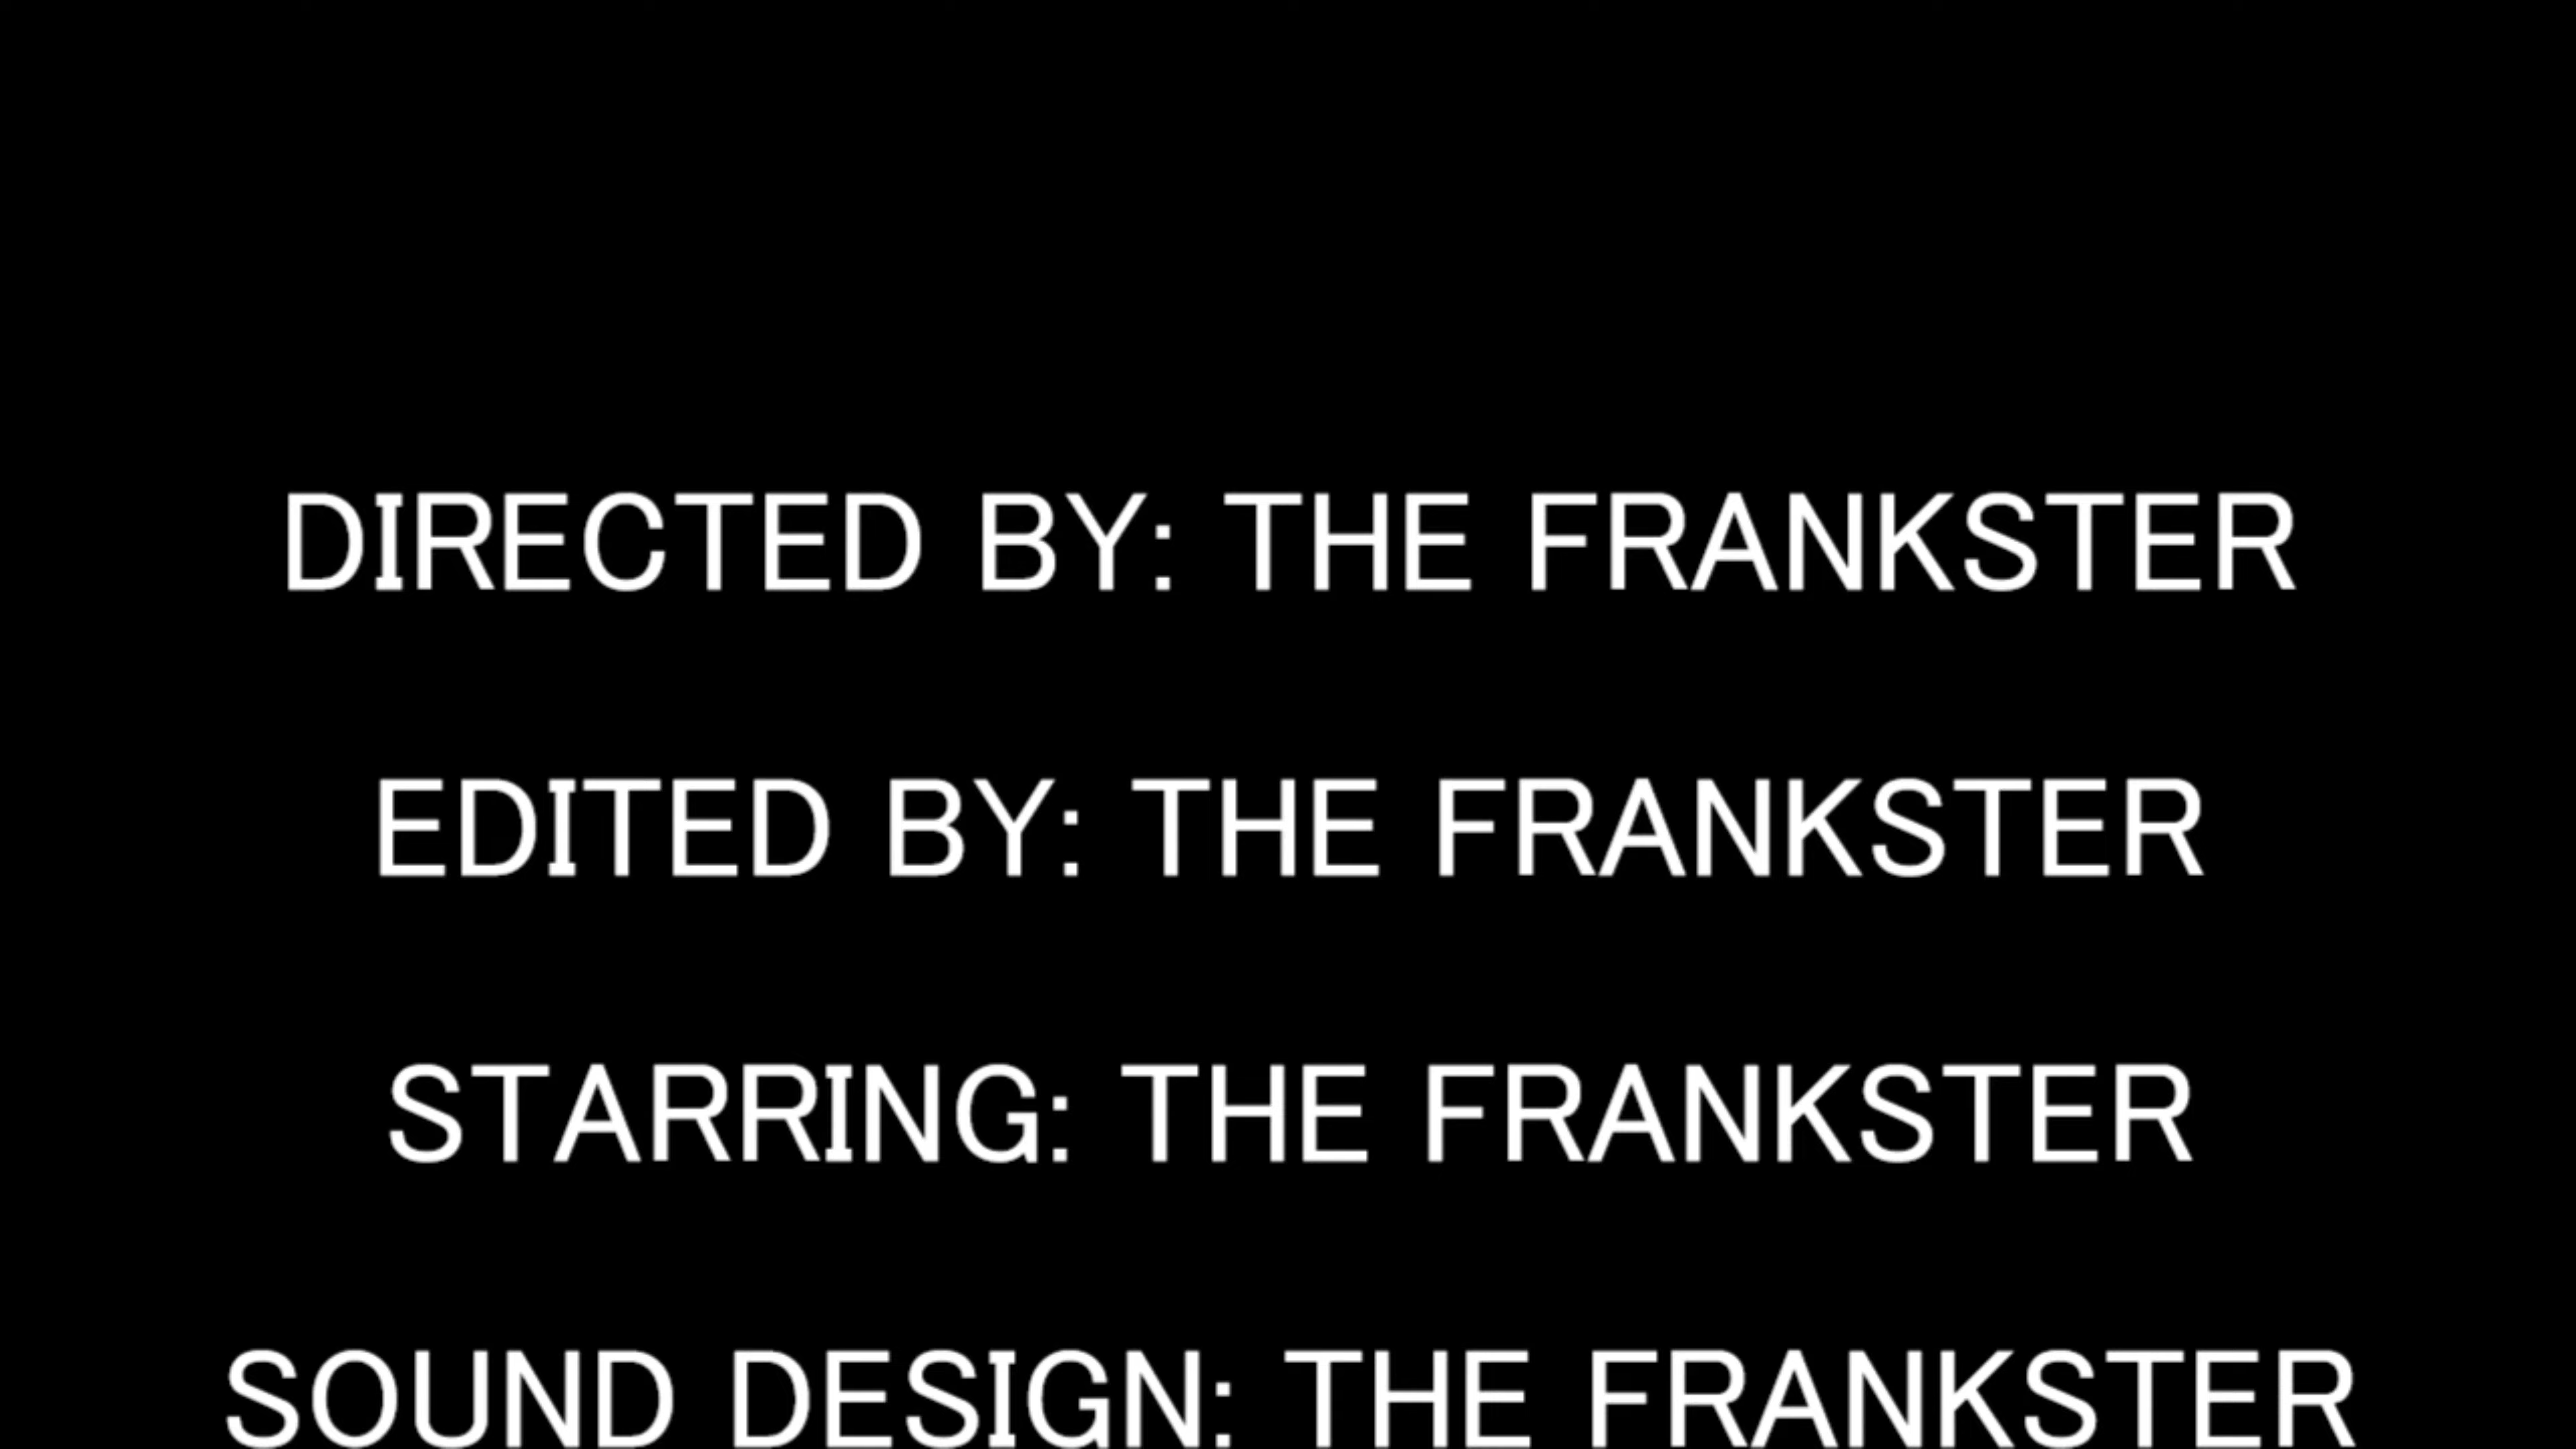 DIRECTED BY: THE FRANKSTER
EDITED BY: THE FRANKSTER
STARRING: THE FRANKSTER
SOUND DESIGN: THE FRANKSTER